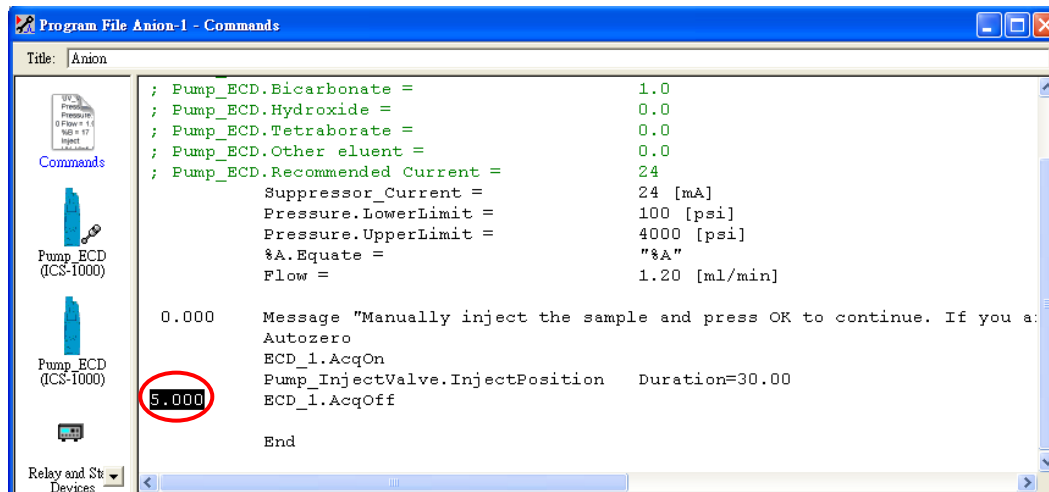 Program File Anion-1 - Commands
Title: Anion
Commands
Pump_ECD
(ICS-1000)
Pump_ECD
(ICS-1000)
Relay and Sta
Devices
; Pump_ECD.Bicarbonate = 1.0
; Pump_ECD.Hydroxide = 0.0
; Pump_ECD.Tetraborate = 0.0
; Pump_ECD.Other eluent = 0.0
; Pump_ECD.Recommended Current = 24
Suppressor_Current = 24 [mA]
Pressure.LowerLimit = 100 [psi]
Pressure.UpperLimit = 4000 [psi]
%A.Equate = "%A"
Flow = 1.20 [ml/min]
0.000 Message "Manually inject the sample and press OK to continue. If you
Autozero
ECD_1.AcqOn
Pump_InjectValve.InjectPosition Duration=30.00
5.000 ECD_1.AcqOff
End